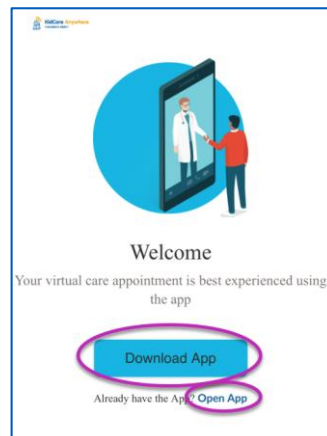 KidCare Anywhere
Welcome
Your virtual care appointment is best experienced using
the app
Download App
Already have the App? Open App